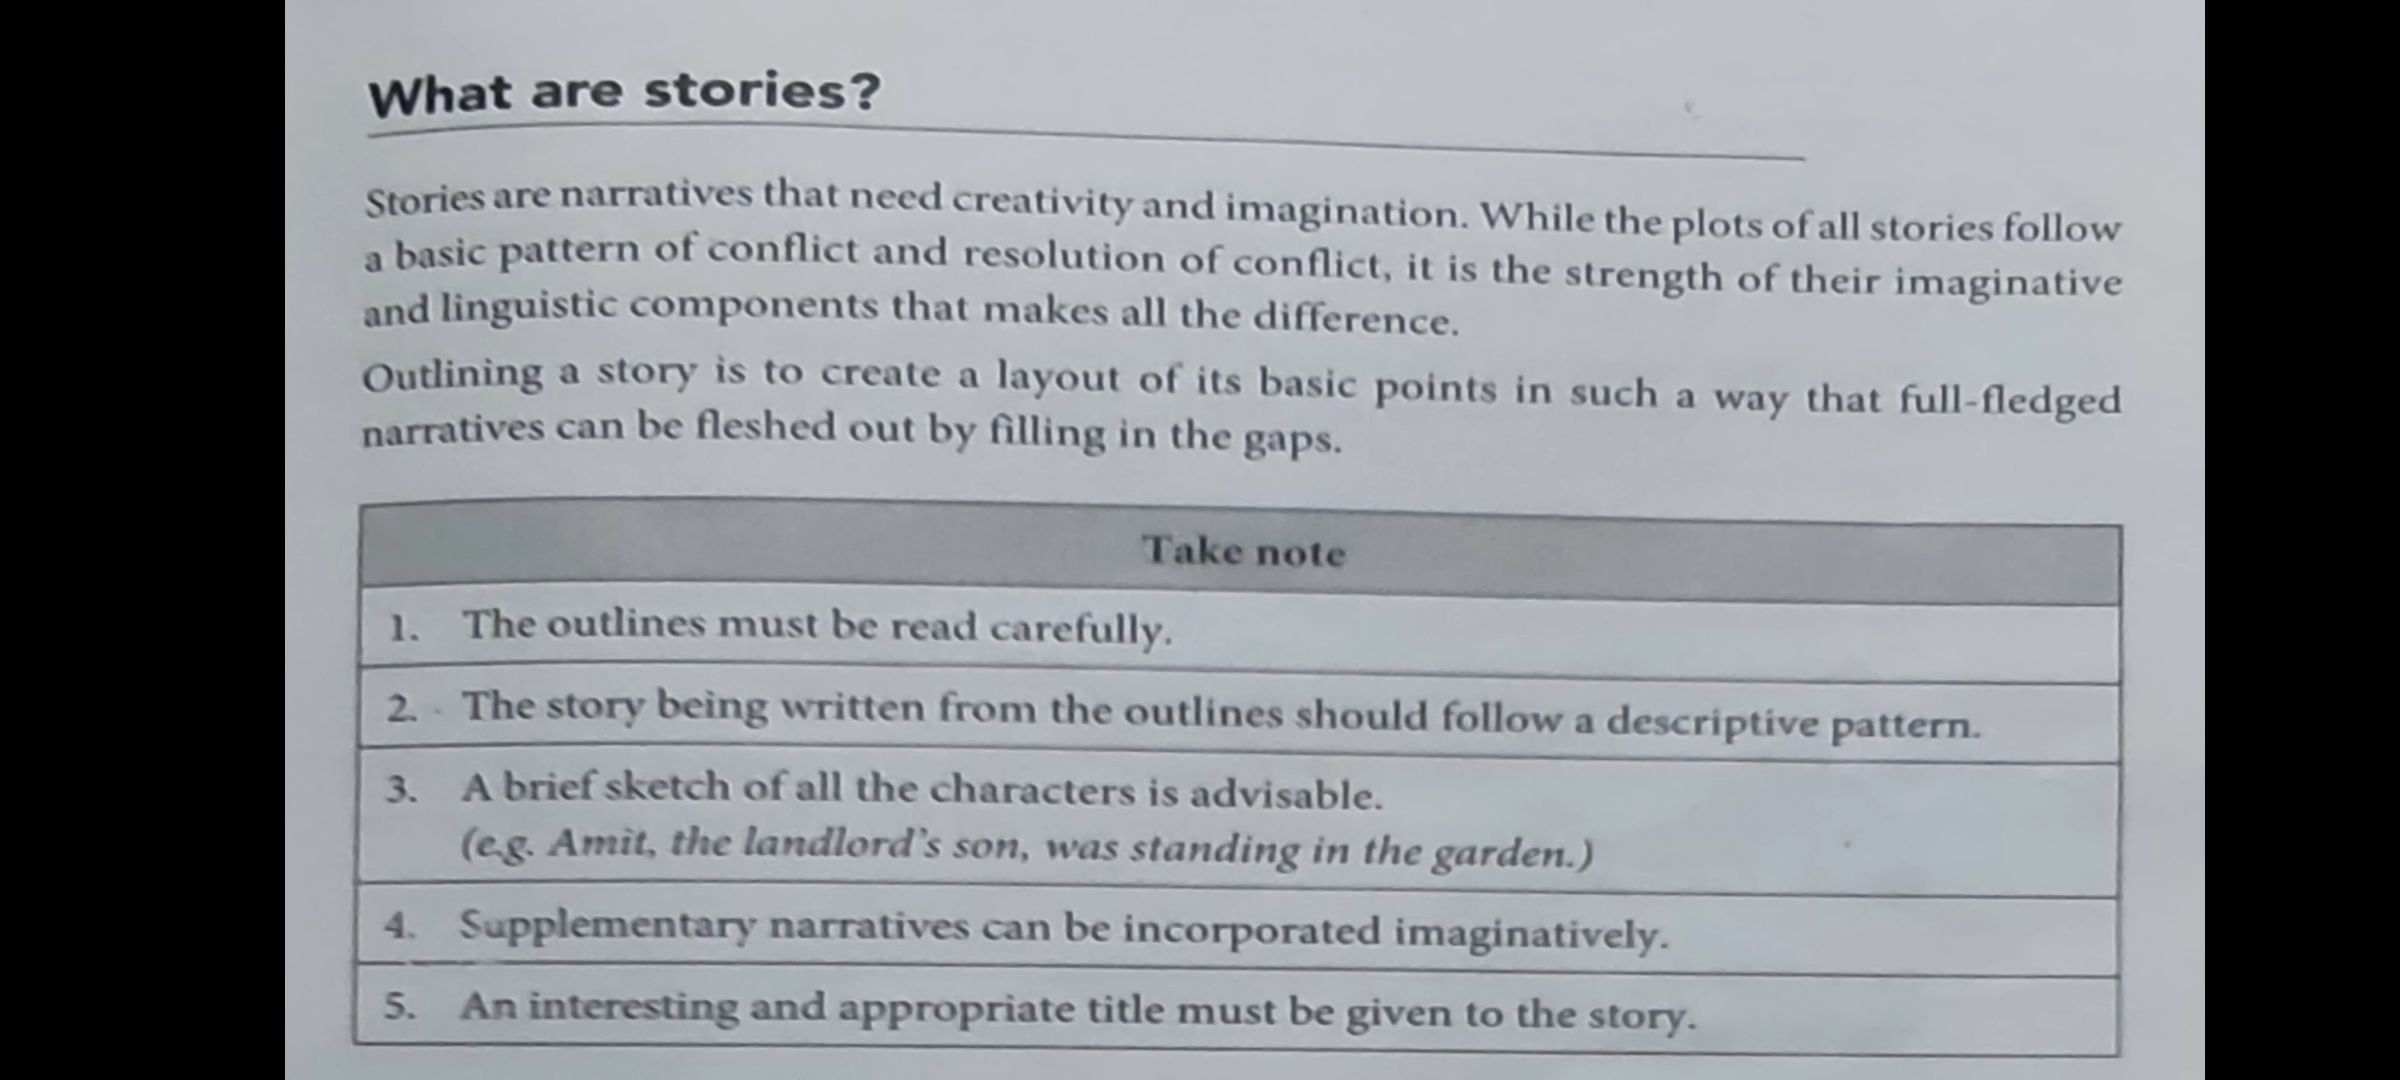 What are stories?
Stories are narratives that need creativity and imagination. While the plots of all stories follow
a basic pattern of conflict and resolution of conflict, it is the strength of their imaginative
and linguistic components that makes all the difference.
Outlining a story is to create a layout of its basic points in such a way that full-fledged
narratives can be fleshed out by filling in the gaps.
Take note
1. The outlines must be read carefully.
2. The story being written from the outlines should follow a descriptive pattern.
3. A brief sketch of all the characters is advisable.
(e.g. Amit, the landlord's son, was standing in the garden.)
4. Supplementary narratives can be incorporated imaginatively.
5. An interesting and appropriate title must be given to the story.